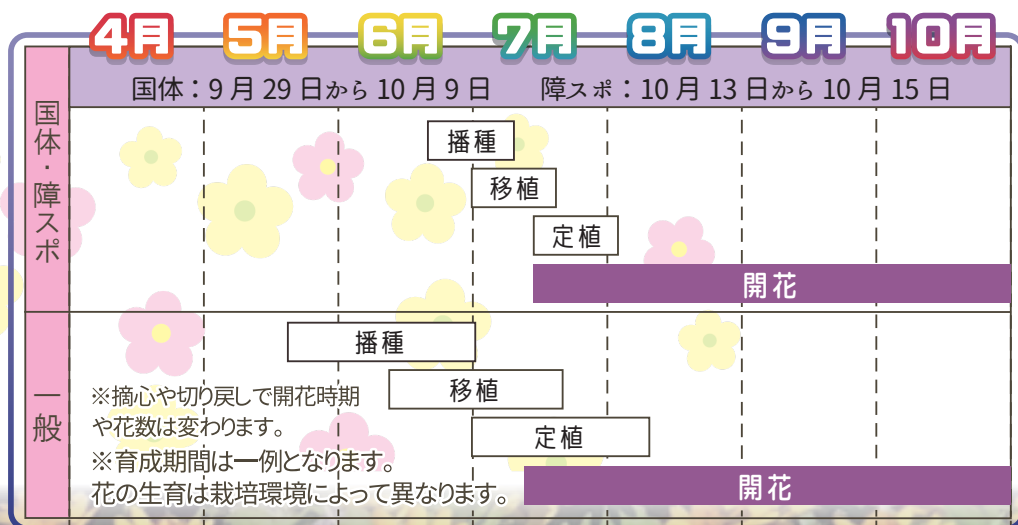 4月 5月 6月 7月 8月 9月 10月
国体：9月29日から10月9日 障スポ：10月13日から10月15日
国体・障スポ
播種
移植
定植
開花
一般
播種
移植
定植
開花
※摘心や切り戻しで開花時期
や花数は変わります。
※育成期間は一例となります。
花の生育は栽培環境によって異なります。